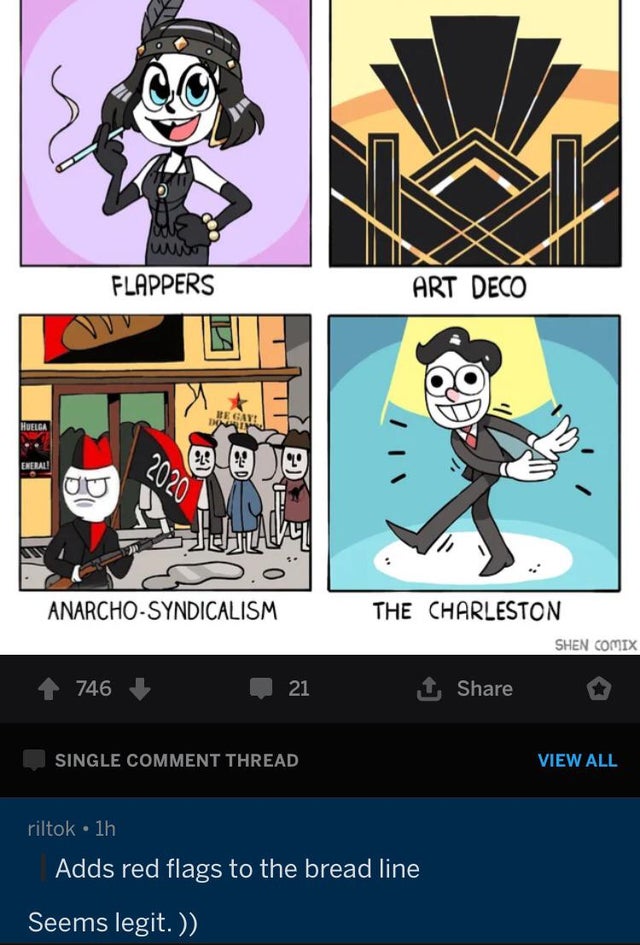 FLAPPERS
ART DECO
HUELGA
ENERAL!
BE GAY!
2020
ANARCHO-SYNDICALISM
THE CHARLESTON
SHEN COMIX
746
21
Share
SINGLE COMMENT THREAD
VIEW ALL
riltok • 1h
Adds red flags to the bread line
Seems legit. ))